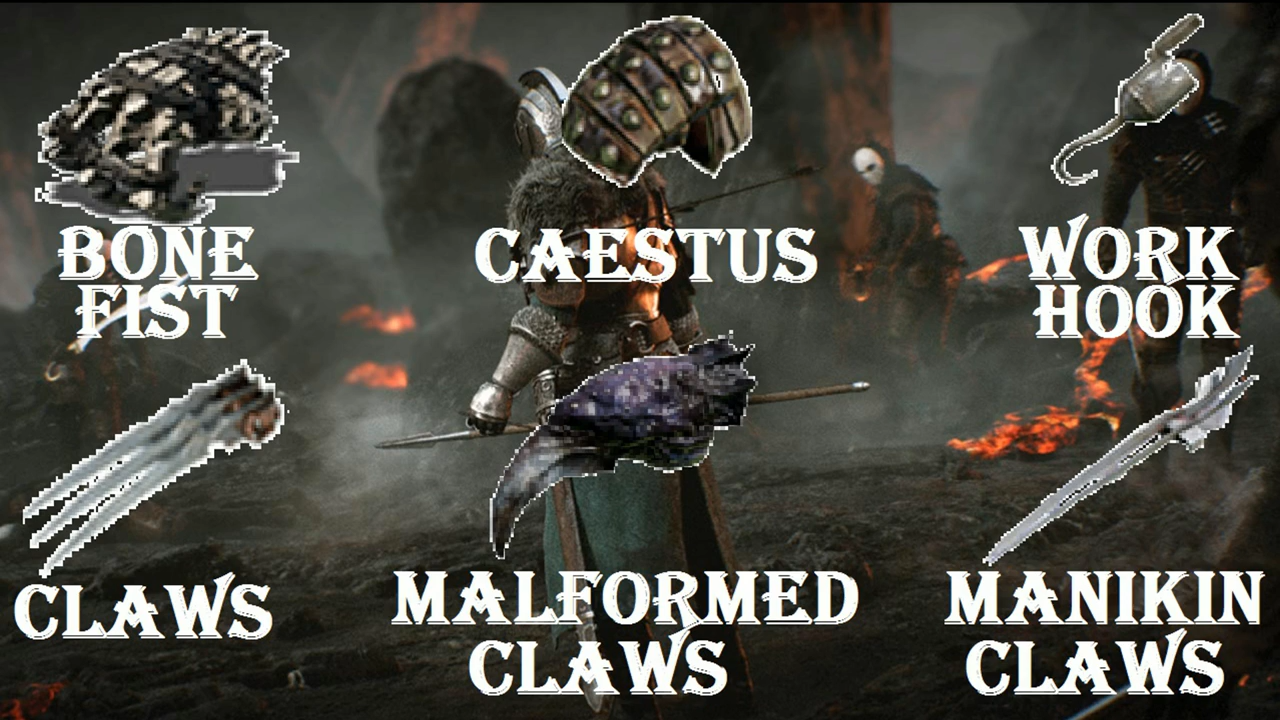 BONE
FIST
CAESTUS
WORK
HOOK
CLAWS
MALFORMED
CLAWS
MANIKIN
CLAWS